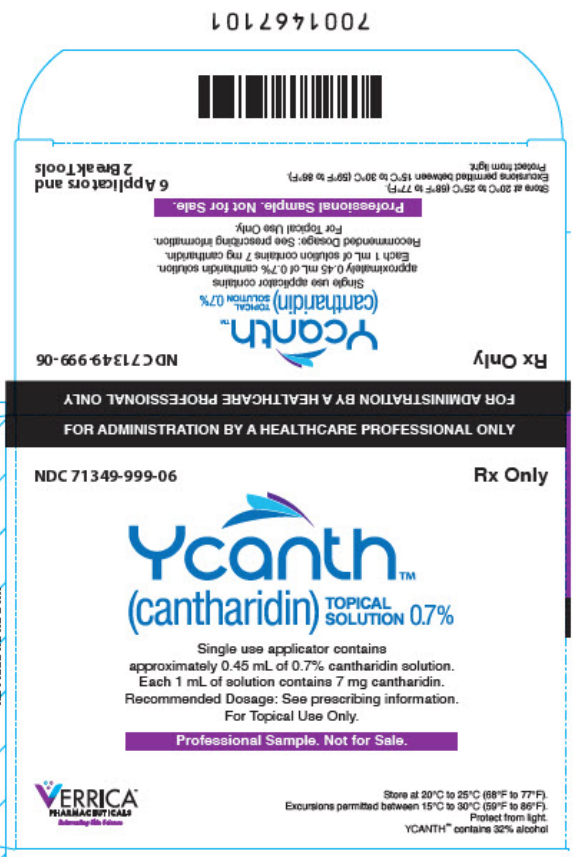 7001467101
6 Applicators and
2 Break Tools
Store at 20°C to 25°C (68°F to 77°F).
Excursions permitted between 15°C to 30°C (59°F to 86°F).
Protect from light.
Professional Sample. Not for Sale.
Single use applicator contains
approximately 0.45 mL of 0.7% cantharidin solution.
Each 1 mL of solution contains 7 mg cantharidin.
Recommended Dosage: See prescribing information.
For Topical Use Only.
Ycanth™
(cantharidin) TOPICAL SOLUTION 0.7%
NDC 71349-999-06
Rx Only
FOR ADMINISTRATION BY A HEALTHCARE PROFESSIONAL ONLY
FOR ADMINISTRATION BY A HEALTHCARE PROFESSIONAL ONLY
NDC 71349-999-06
Rx Only
Ycanth™
(cantharidin) TOPICAL SOLUTION 0.7%
Single use applicator contains
approximately 0.45 mL of 0.7% cantharidin solution.
Each 1 mL of solution contains 7 mg cantharidin.
Recommended Dosage: See prescribing information.
For Topical Use Only.
Professional Sample. Not for Sale.
VERRICA™
PHARMACEUTICALS
Store at 20°C to 25°C (68°F to 77°F).
Excursions permitted between 15°C to 30°C (59°F to 86°F).
Protect from light.
YCANTH™ contains 32% alcohol